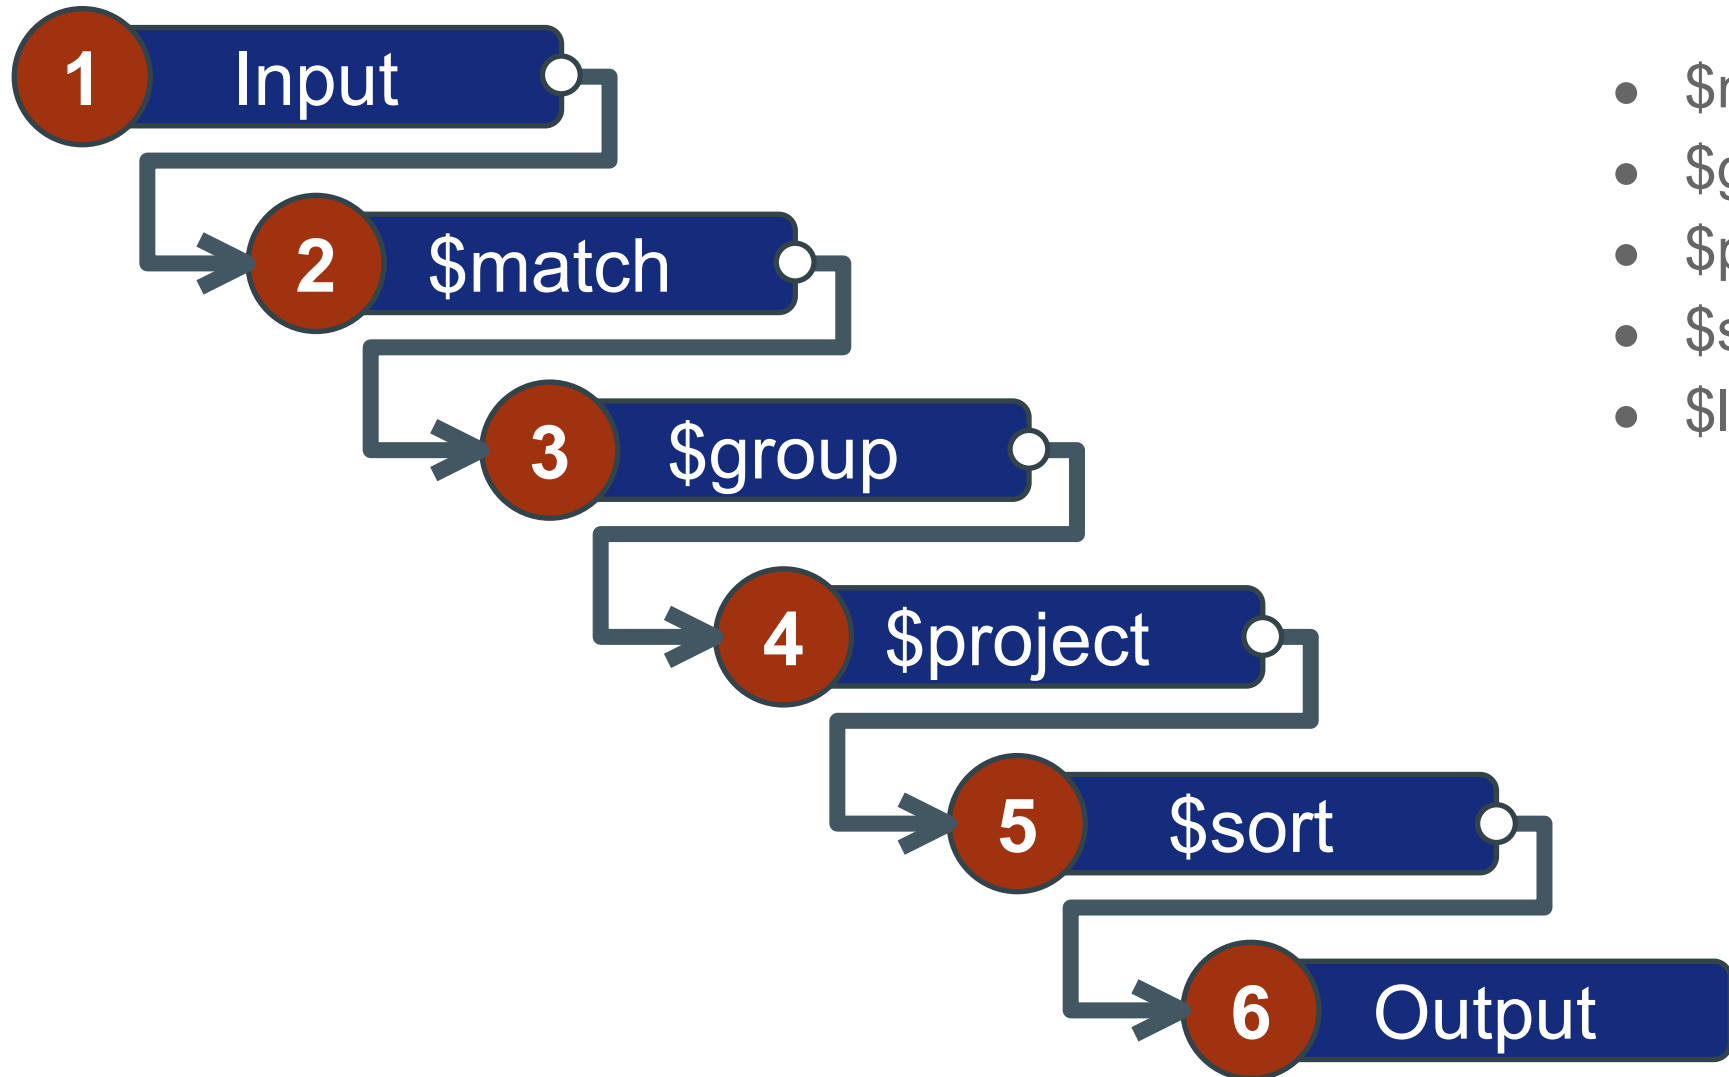 1 Input
2 $match
3 $group
4 $project
5 $sort
6 Output